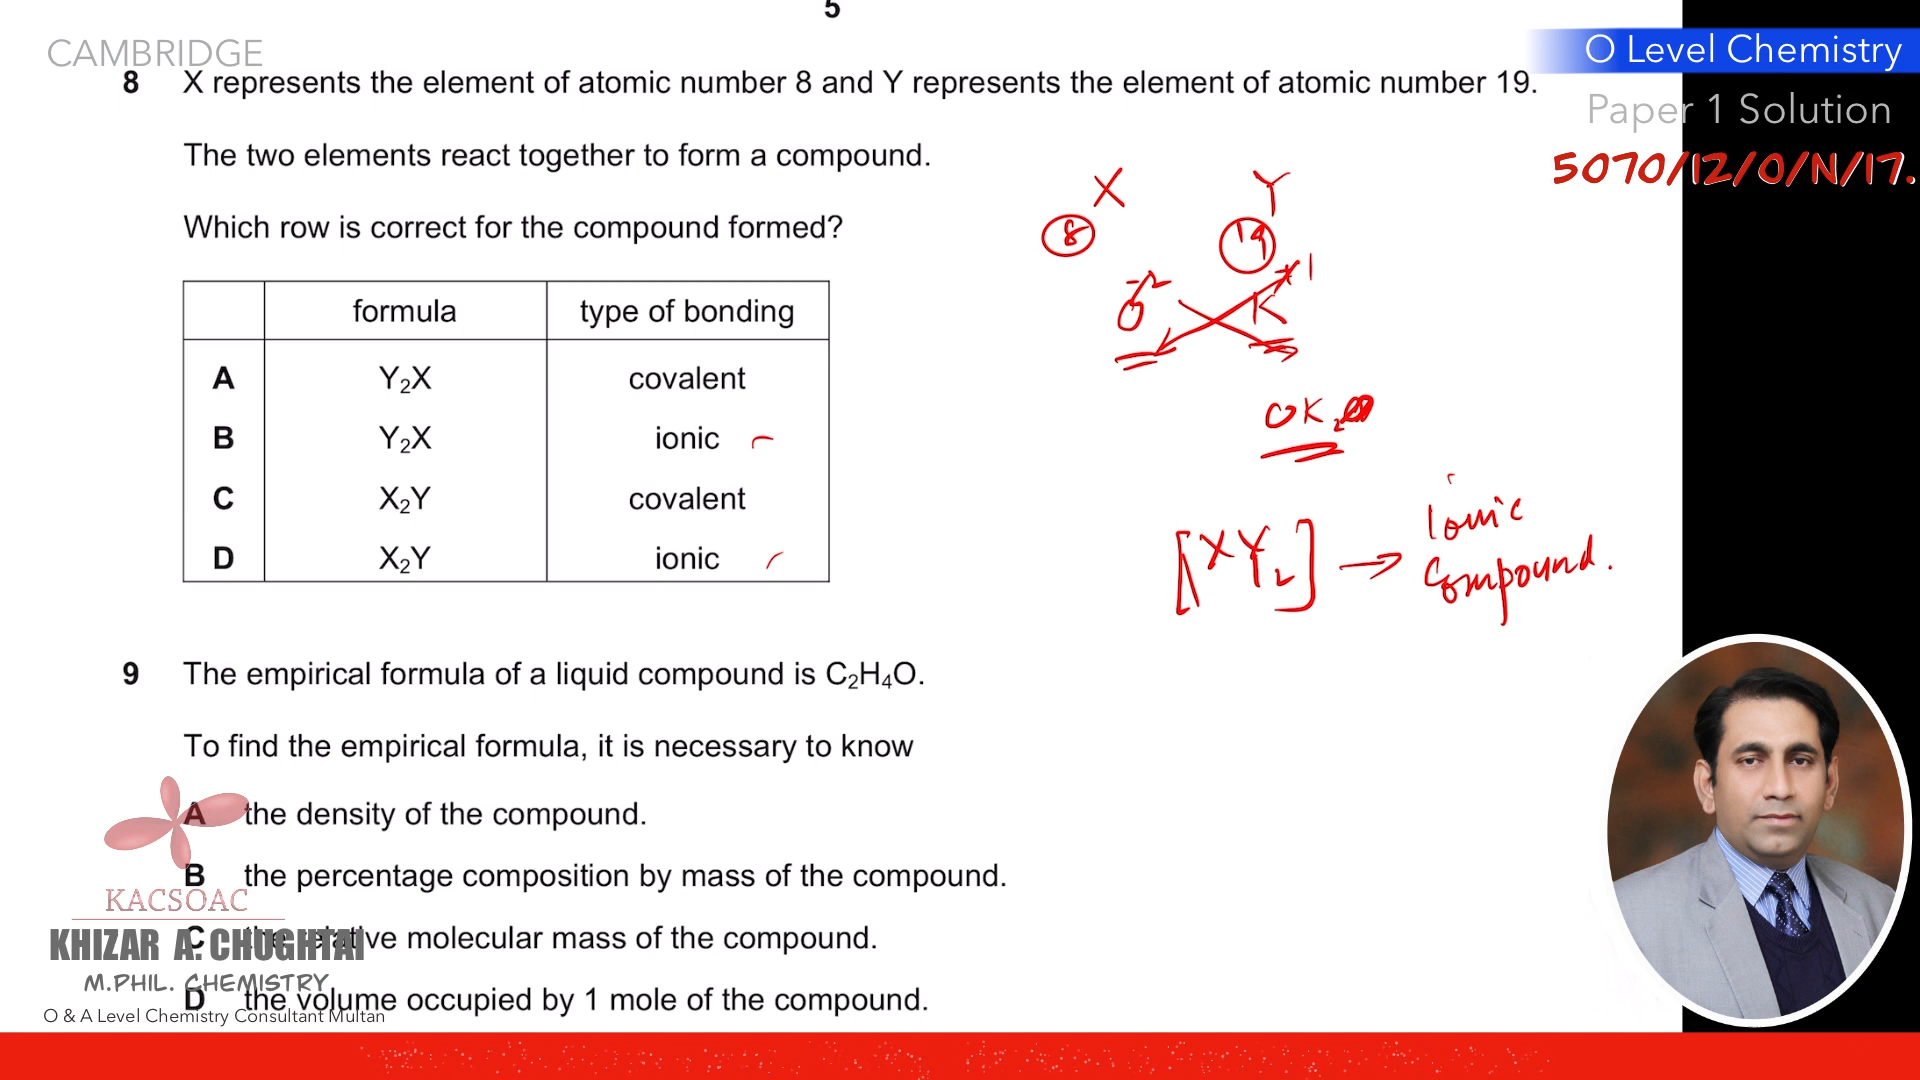 5
CAMBRIDGE
O Level Chemistry
8 X represents the element of atomic number 8 and Y represents the element of atomic number 19.
Paper 1 Solution
5070/12/O/N/17.
The two elements react together to form a compound.
Which row is correct for the compound formed?
X Y
8 19
O-2 K+1
OK2
[XY2] → Ionic
compound.
formula type of bonding
A Y₂X covalent
B Y₂X ionic
C X₂Y covalent
D X₂Y ionic
9 The empirical formula of a liquid compound is C₂H₄O.
To find the empirical formula, it is necessary to know
A the density of the compound.
B the percentage composition by mass of the compound.
C the relative molecular mass of the compound.
D the volume occupied by 1 mole of the compound.
KACSOAC
KHIZAR A. CHUGHTAI
M.PHIL. CHEMISTRY
O & A Level Chemistry Consultant Multan